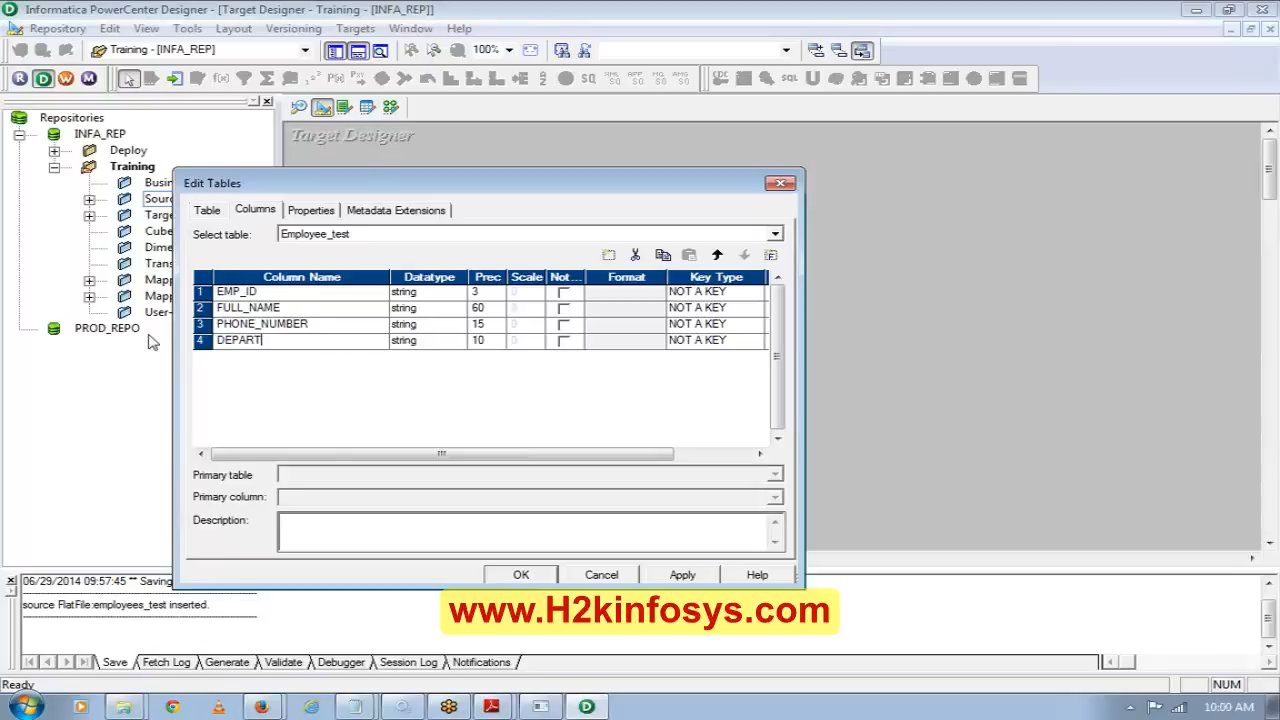 Informatica PowerCenter Designer - [Target Designer - Training - [INFA_REP]]
Repository Edit View Tools Layout Versioning Transformation Targets Window Help
Training - [INFA_REP]
100%
R D W M
SQ
Repositories
INFA_REP
Deploy
Training
Busin
Sourc
Targe
Cube
Dime
Trans
Mapp
Mapp
User-
PROD_REPO
Target Designer
Edit Tables
Table Columns Properties Metadata Extensions
Select table: Employee_test
Column Name Datatype Prec Scale Not... Format Key Type
1 EMP_ID string 3 0 NOT A KEY
2 FULL_NAME string 60 0 NOT A KEY
3 PHONE_NUMBER string 15 0 NOT A KEY
4 DEPART string 10 0 NOT A KEY
Primary table
Primary column:
Description:
OK Cancel Apply Help
06/29/2014 09:57:45 ** Saving
source FlatFile:employees_test inserted.
www.H2kinfosys.com
Save Fetch Log Generate Validate Debugger Session Log Notifications
Ready
NUM
10:00 AM